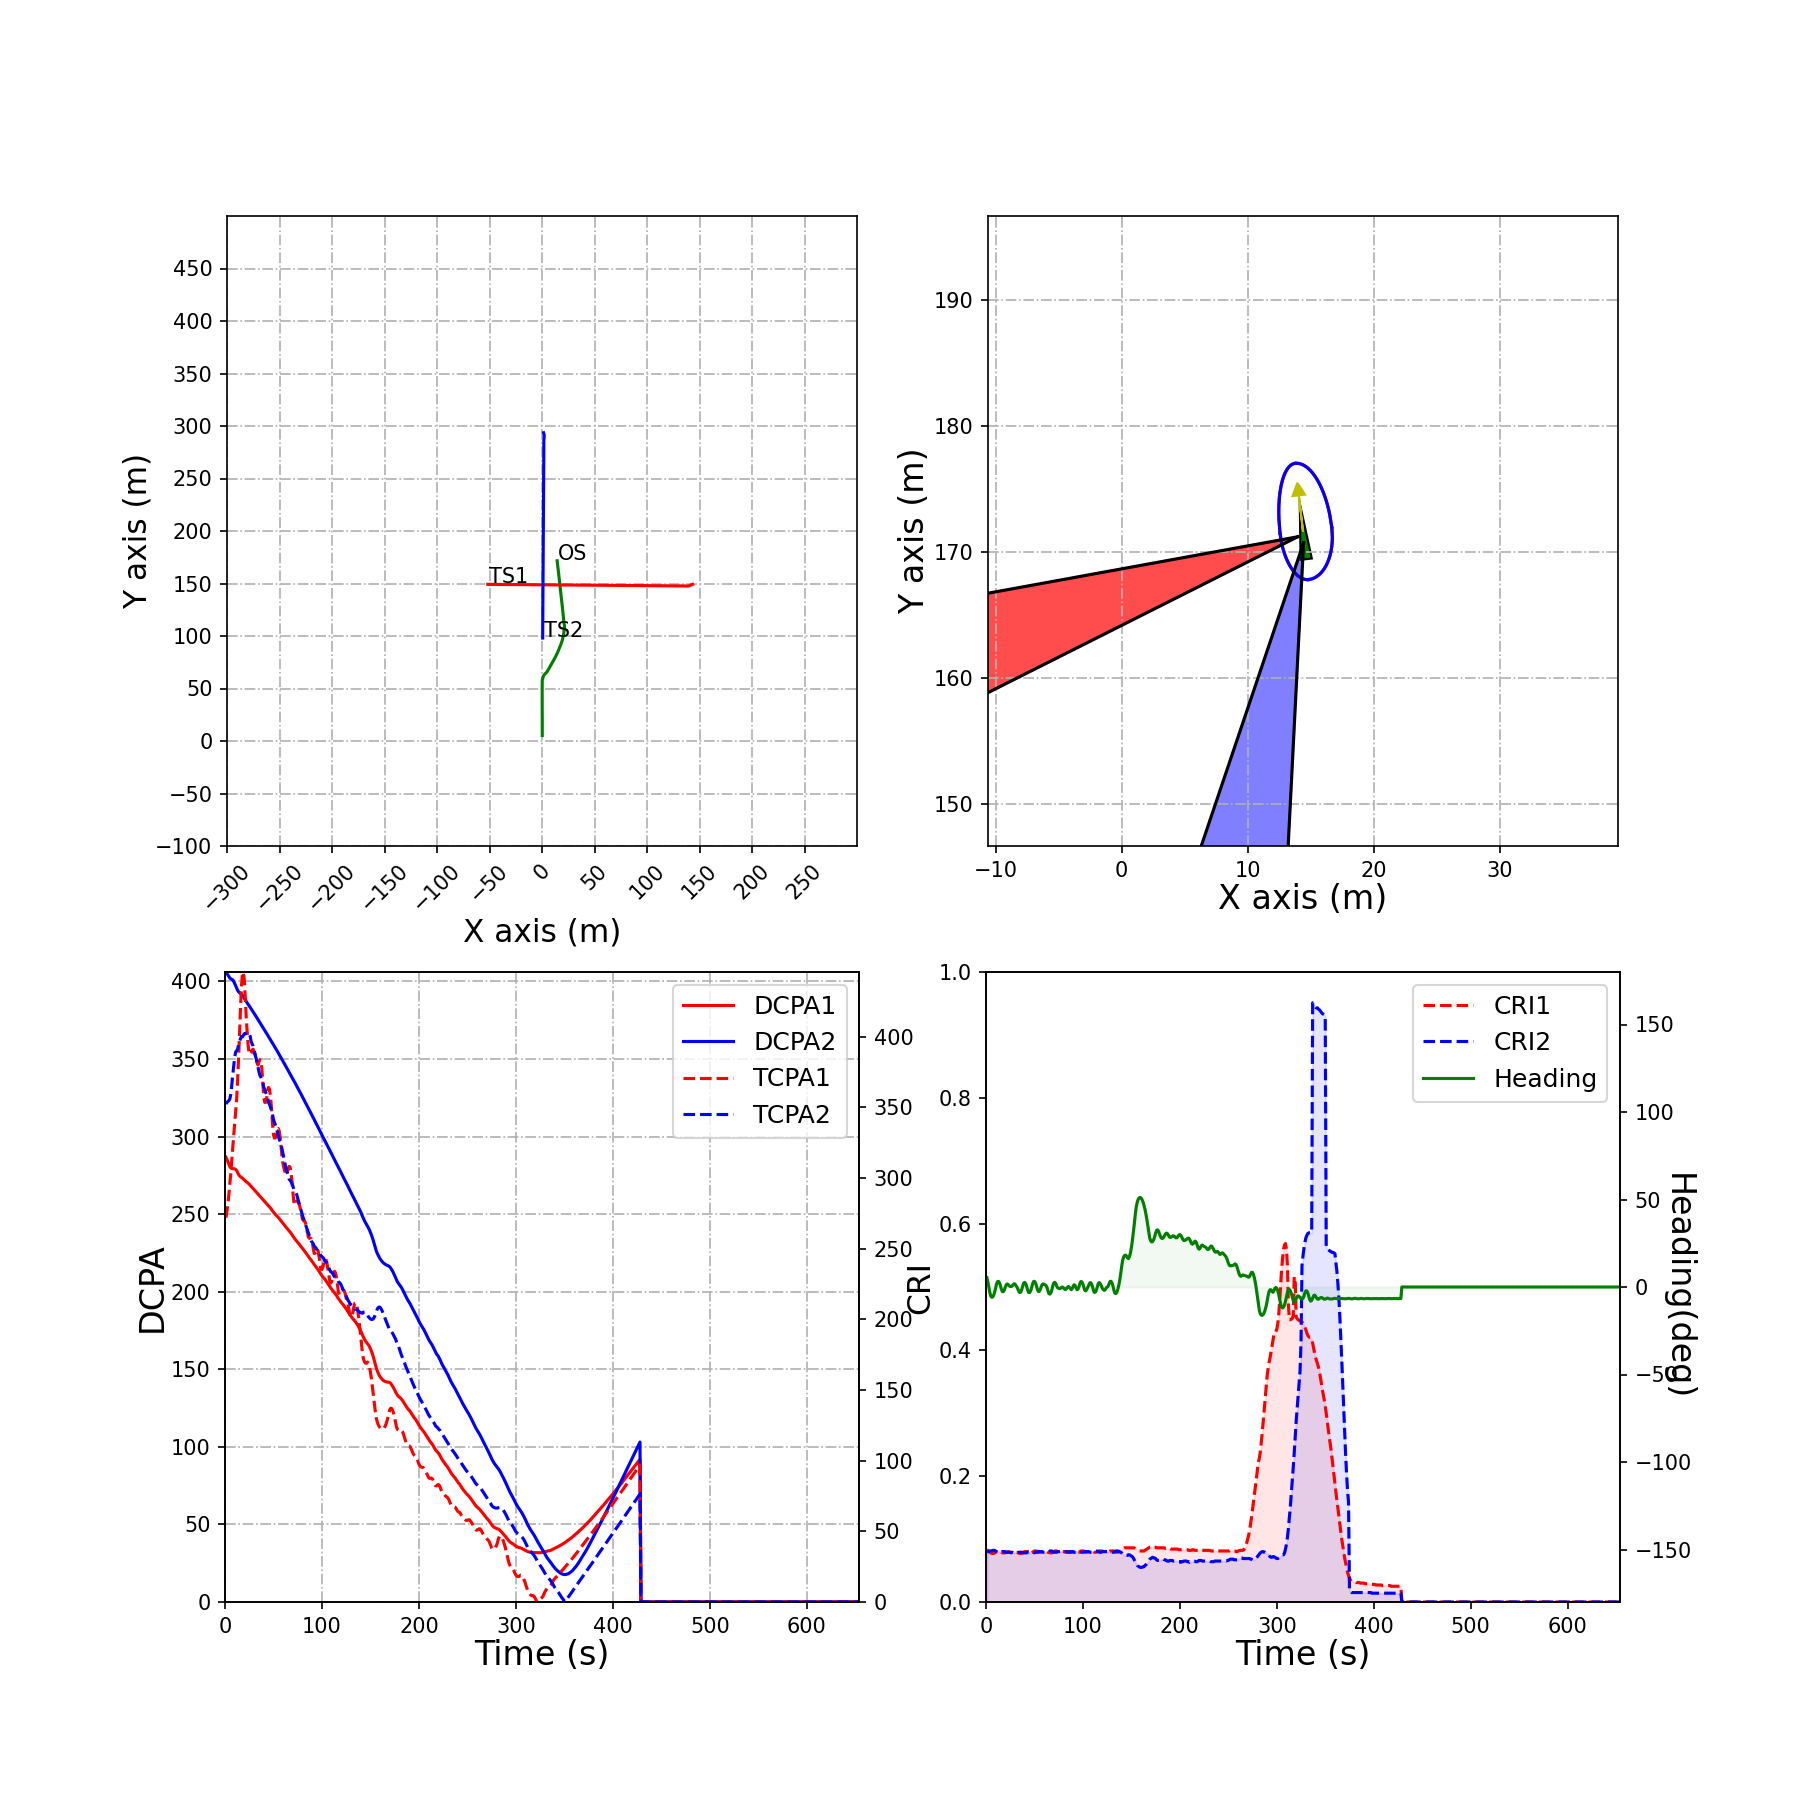 450
400
350
300
250
200
150
100
50
0
−50
−100
Y axis (m)
OS
TS1
TS2
−300 −250 −200 −150 −100 −50 0 50 100 150 200 250
X axis (m)
190
180
170
160
150
Y axis (m)
−10 0 10 20 30
X axis (m)
400
350
300
250
200
150
100
50
0
DCPA
DCPA1
DCPA2
TCPA1
TCPA2
400
350
300
250
200
150
100
50
0
0 100 200 300 400 500 600
Time (s)
1.0
0.8
0.6
0.4
0.2
0.0
CRI
CRI1
CRI2
Heading
150
100
50
0
−50
−100
−150
Heading(deg)
0 100 200 300 400 500 600
Time (s)